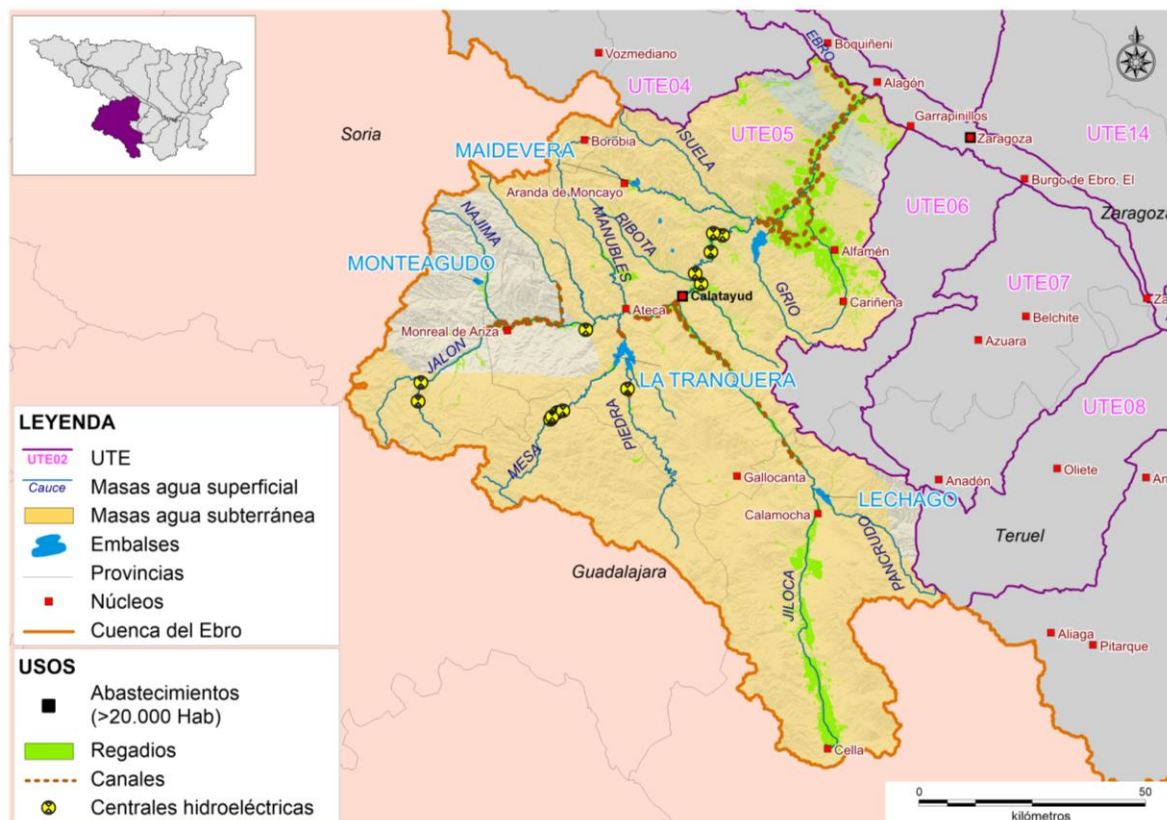 Vozmediano
EBRO
Boquiñeni
UTE04
Alagón
Garrapinillos
Soria
UTE05
UTE14
ISUELA
Zaragoza
Borobia
MAIDEVERA
Aranda de Moncayo
Burgo de Ebro, El
UTE06
Zaragoza
NAJIMA
MANUBLES
RIBOTA
Alfamén
MONTEAGUDO
GRIO
UTE07
Calatayud
Cariñena
Ateca
Belchite
Monreal de Ariza
Azuara
JALON
LA TRANQUERA
UTE08
PIEDRA
MESA
Gallocanta
Anadón
Oliete
LECHAGO
Calamocha
Teruel
PANCRUDO
Guadalajara
JILOCA
Aliaga
Pitarque
Cella
LEYENDA
UTE02 UTE
Cauce Masas agua superficial
Masas agua subterránea
Embalses
Provincias
Núcleos
Cuenca del Ebro
USOS
Abastecimientos
(>20.000 Hab)
Regadios
Canales
Centrales hidroeléctricas
0 50
kilómetros